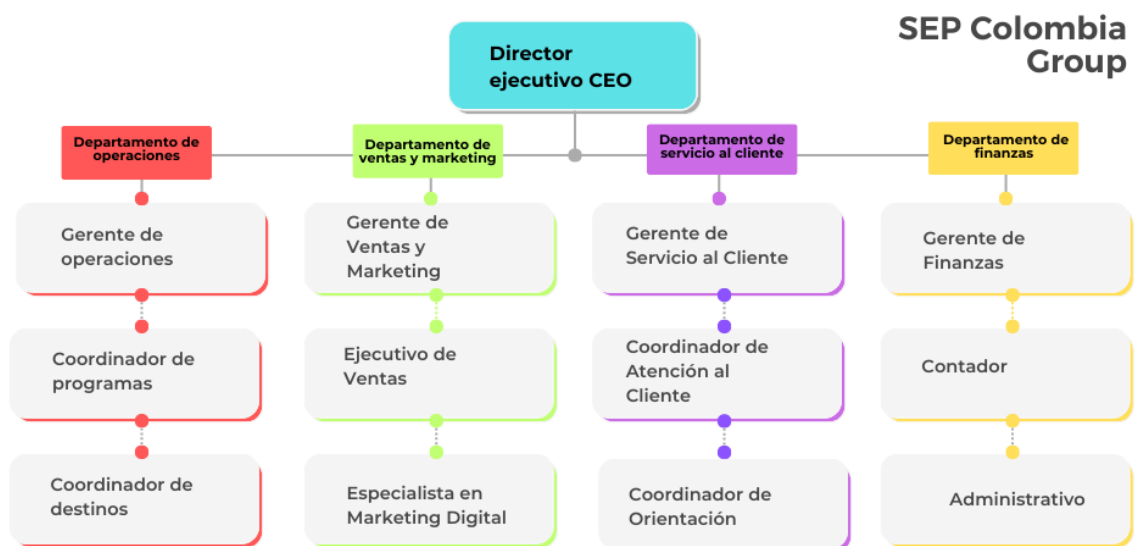 SEP Colombia
Group
Director
ejecutivo CEO
Departamento de
operaciones
Departamento de
ventas y marketing
Departamento de
servicio al cliente
Departamento de
finanzas
Gerente de
operaciones
Gerente de
Ventas y
Marketing
Gerente de
Servicio al Cliente
Gerente de
Finanzas
Coordinador de
programas
Ejecutivo de
Ventas
Coordinador de
Atención al
Cliente
Contador
Coordinador de
destinos
Especialista en
Marketing Digital
Coordinador de
Orientación
Administrativo